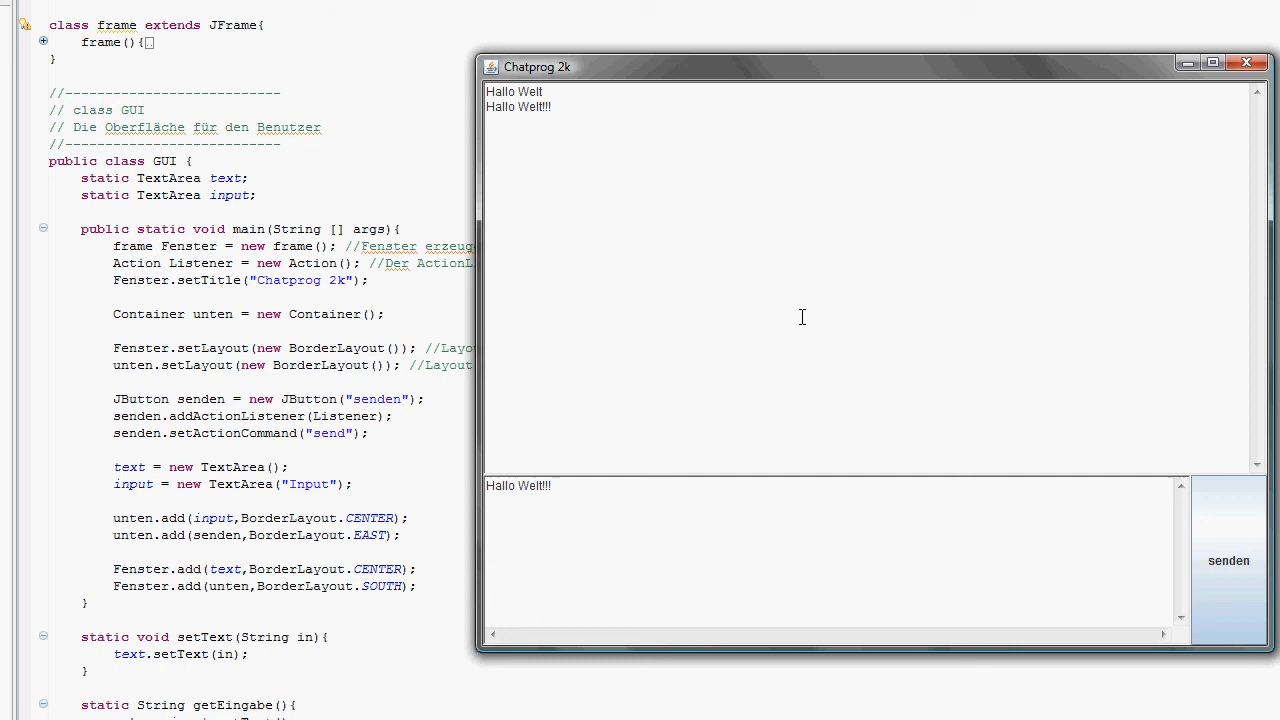 class frame extends JFrame{
frame(){
}
//---------------------------
// class GUI
// Die Oberfläche für den Benutzer
//---------------------------
public class GUI {
static TextArea text;
static TextArea input;
public static void main(String [] args){
frame Fenster = new frame(); //Fenster erzeug
Action Listener = new Action(); //Der ActionL
Fenster.setTitle("Chatprog 2k");
Container unten = new Container();
Fenster.setLayout(new BorderLayout()); //Layo
unten.setLayout(new BorderLayout()); //Layout
JButton senden = new JButton("senden");
senden.addActionListener(Listener);
senden.setActionCommand("send");
text = new TextArea();
input = new TextArea("Input");
unten.add(input,BorderLayout.CENTER);
unten.add(senden,BorderLayout.EAST);
Fenster.add(text,BorderLayout.CENTER);
Fenster.add(unten,BorderLayout.SOUTH);
}
static void setText(String in){
text.setText(in);
}
static String getEingabe(){
Chatprog 2k
Hallo Welt
Hallo Welt!!!
Hallo Welt!!!
senden